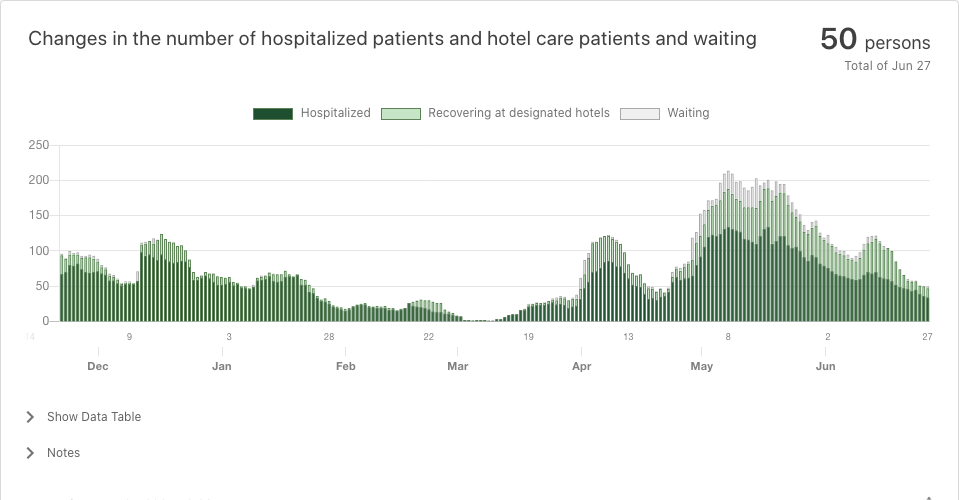 Changes in the number of hospitalized patients and hotel care patients and waiting
50 persons
Total of Jun 27
Hospitalized Recovering at designated hotels Waiting
250
200
150
100
50
0
14 9 3 28 22 19 13 8 2 27
Dec Jan Feb Mar Apr May Jun
Show Data Table
Notes